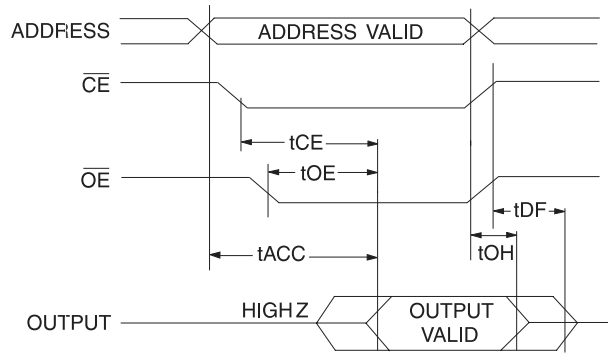 ADDRESS
ADDRESS VALID
CE
tCE
tOE
OE
tDF
tACC
tOH
HIGH Z
OUTPUT
OUTPUT
VALID